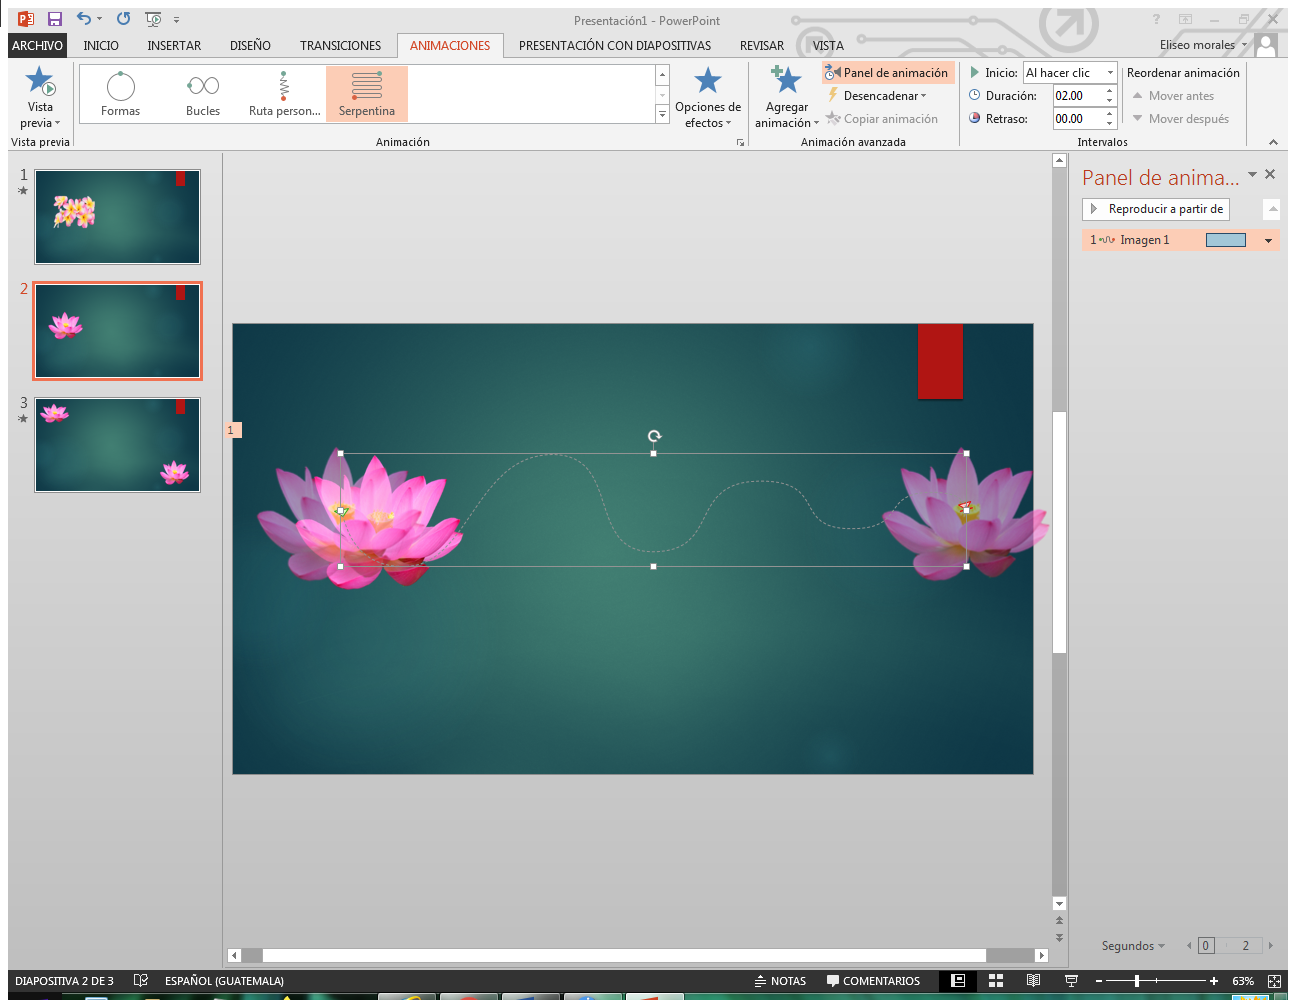 Presentación1 - PowerPoint
?
ARCHIVO INICIO INSERTAR DISEÑO TRANSICIONES ANIMACIONES PRESENTACIÓN CON DIAPOSITIVAS REVISAR VISTA Eliseo morales
Vista previa
Formas Bucles Ruta person... Serpentina
Opciones de efectos
Agregar animación
Panel de animación
Desencadenar
Copiar animación
Inicio: Al hacer clic
Duración: 02.00
Retraso: 00.00
Reordenar animación
Mover antes
Mover después
Vista previa Animación Animación avanzada Intervalos
1
2
3
1
Panel de anima...
Reproducir a partir de
1 Imagen 1
Segundos 0 2
DIAPOSITIVA 2 DE 3 ESPAÑOL (GUATEMALA) NOTAS COMENTARIOS 63%